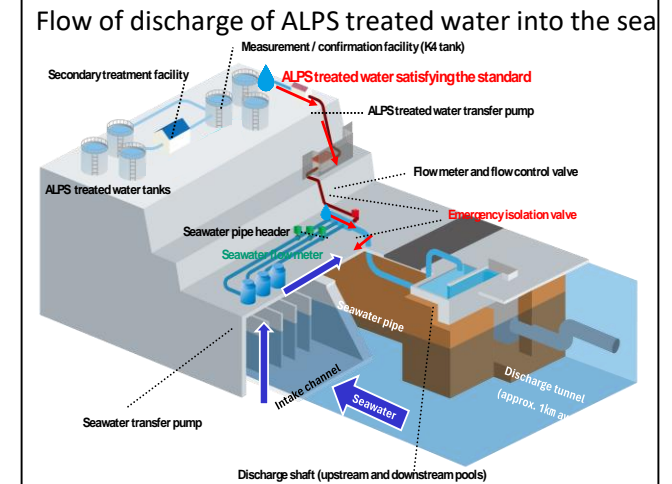 Flow of discharge of ALPS treated water into the sea
Measurement / confirmation facility (K4 tank)
Secondary treatment facility
ALPS treated water satisfying the standard
ALPS treated water transfer pump
Flow meter and flow control valve
ALPS treated water tanks
Emergency isolation valve
Seawater pipe header
Seawater flow meter
Seawater pipe
Discharge tunnel
(approx. 1km
Intake channel
Seawater
Seawater transfer pump
Discharge shaft (upstream and downstream pools)